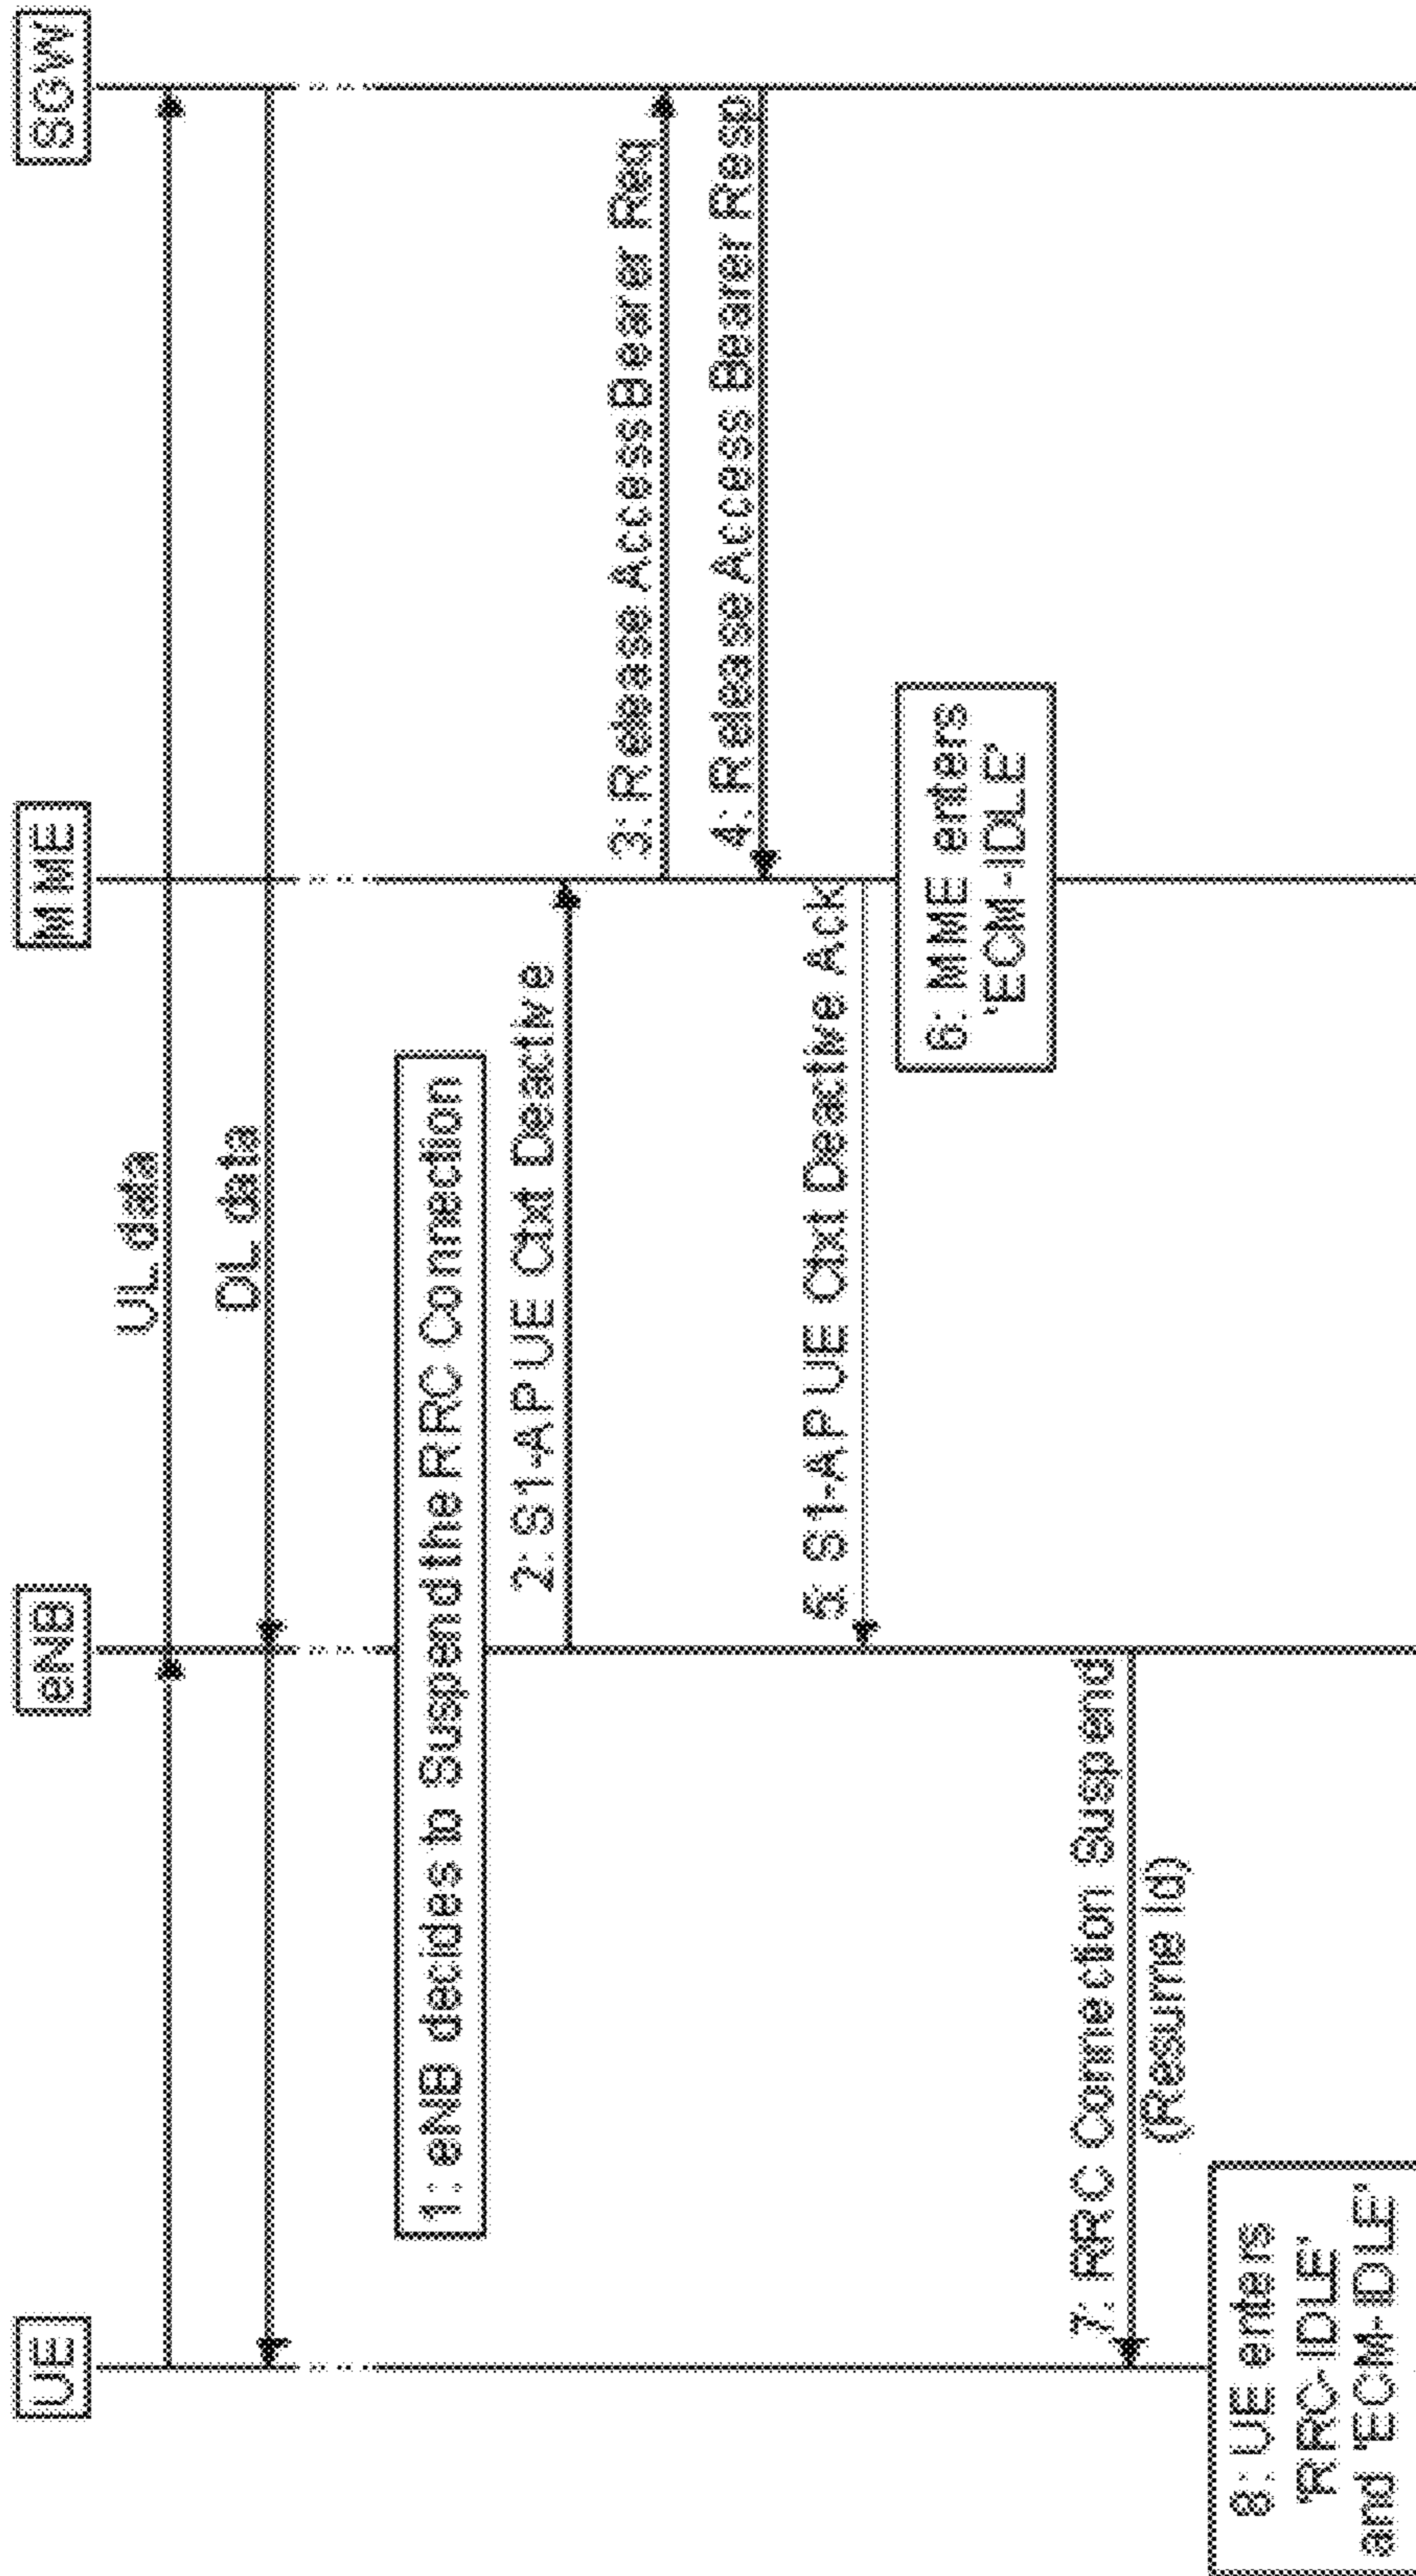 UE
eNB
MME
SGW
UL data
DL data
1: eNB decides to Suspend the RRC Connection
2: S1-AP UE Ctxt Deactive
3: Release Access Bearer Req
4: Release Access Bearer Resp
5: S1-AP UE Ctxt Deactive Ack
6: MME enters
'ECM-IDLE'
7: RRC Connection Suspend
(Resume Id)
8: UE enters
'RRC-IDLE'
and 'ECM-IDLE'